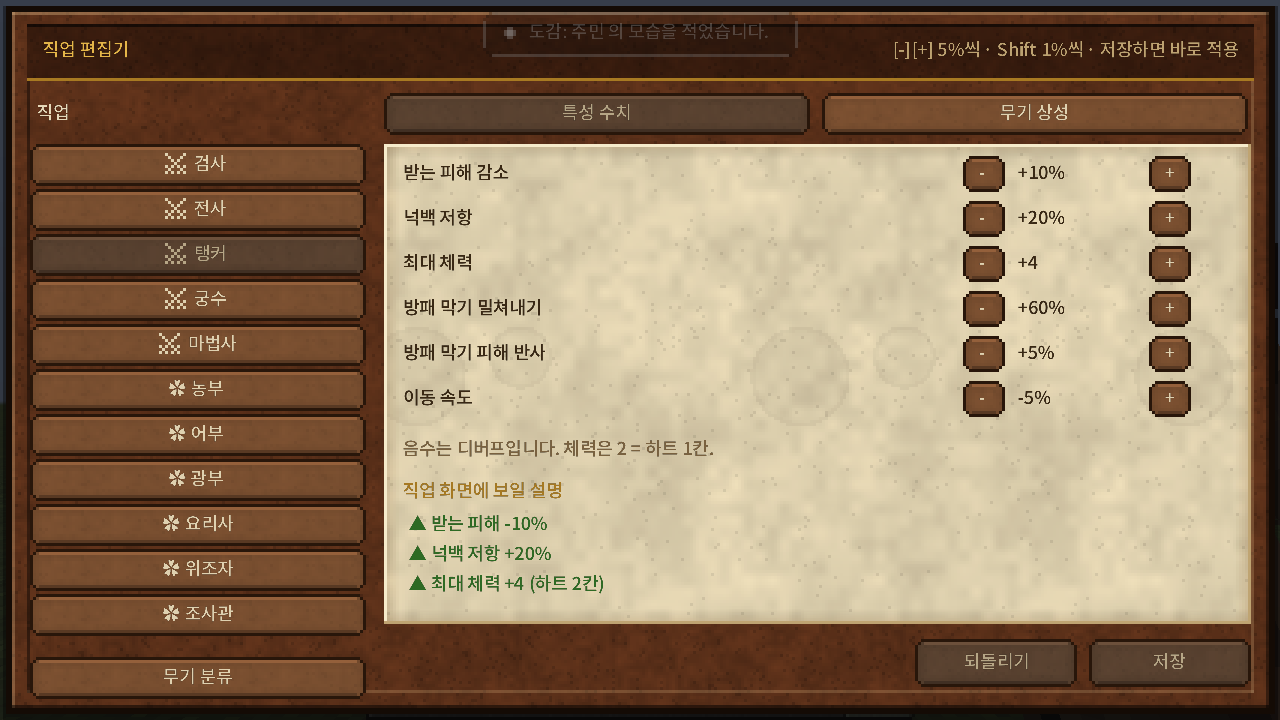 도감: 주민 의 모습을 적었습니다.
직업 편집기
[-][+] 5%씩 · Shift 1%씩 · 저장하면 바로 적용
직업
특성 수치
무기 상성
검사
전사
탱커
궁수
마법사
농부
어부
광부
요리사
위조자
조사관
무기 분류
받는 피해 감소 - +10% +
넉백 저항 - +20% +
최대 체력 - +4 +
방패 막기 밀쳐내기 - +60% +
방패 막기 피해 반사 - +5% +
이동 속도 - -5% +
음수는 디버프입니다. 체력은 2 = 하트 1칸.
직업 화면에 보일 설명
▲ 받는 피해 -10%
▲ 넉백 저항 +20%
▲ 최대 체력 +4 (하트 2칸)
되돌리기
저장